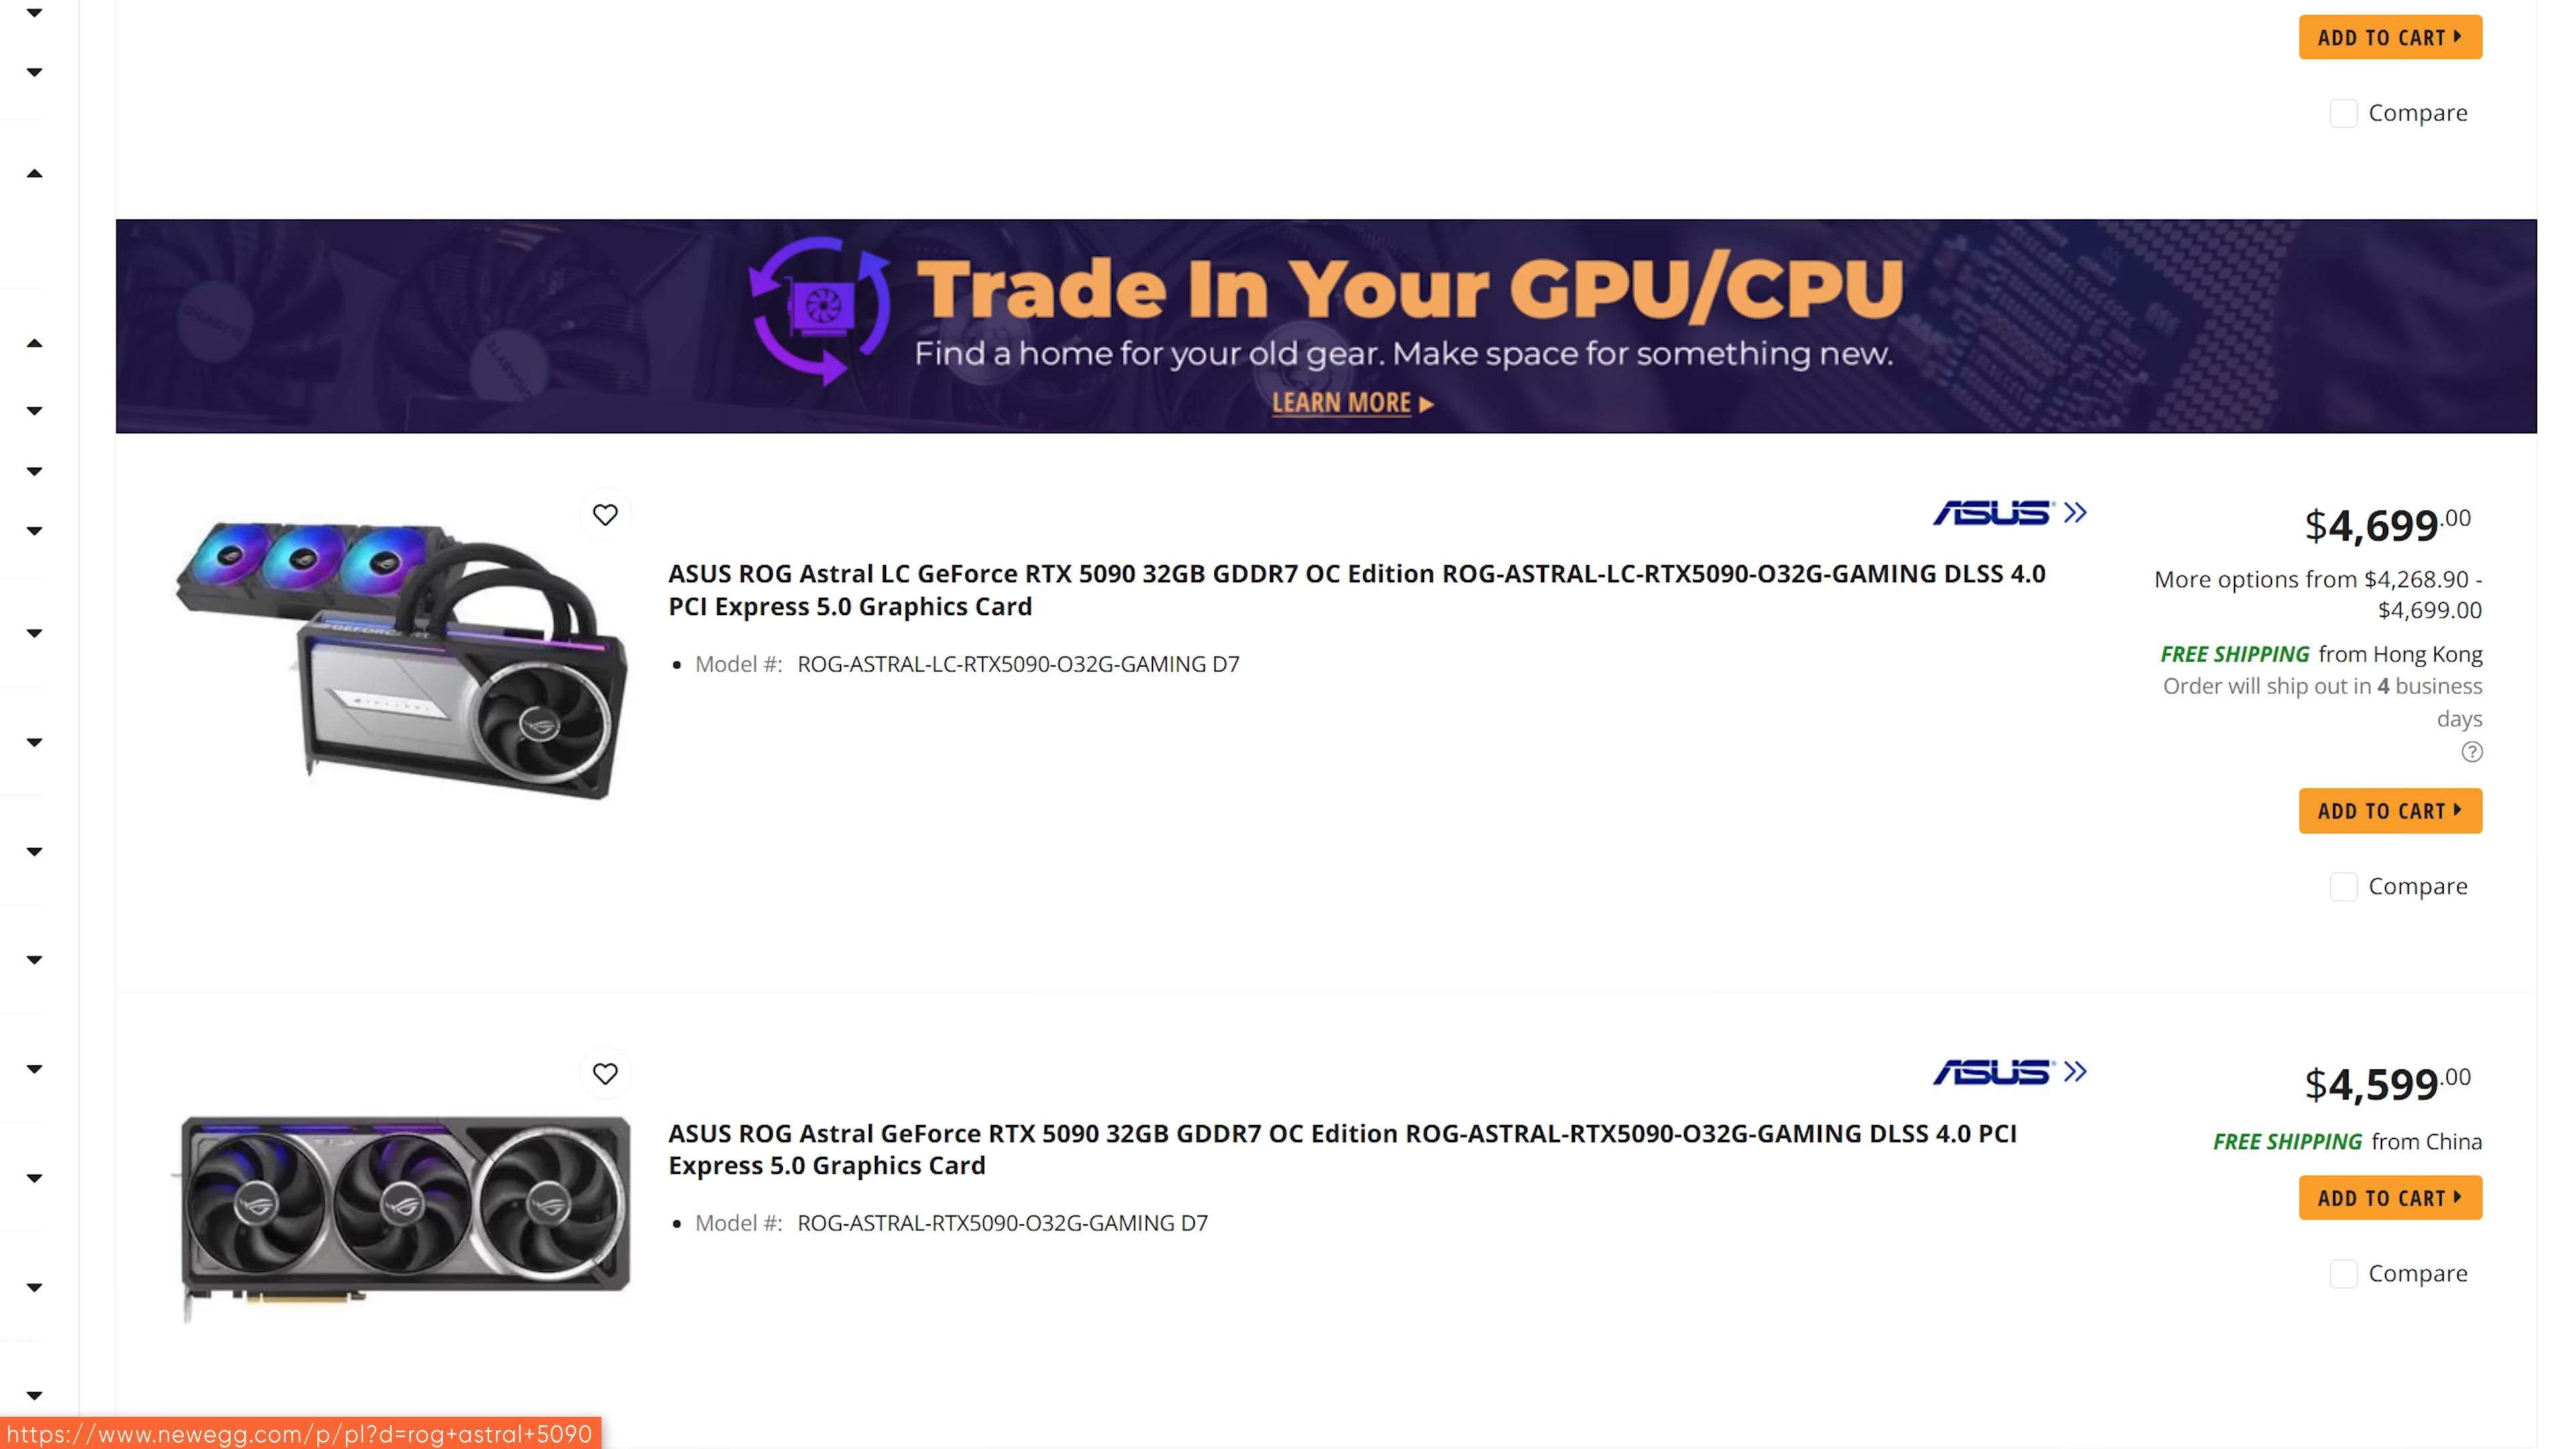 ADD TO CART
Compare
Trade In Your GPU/CPU
Find a home for your old gear. Make space for something new.
LEARN MORE
GIGABYTE
ASUS
ASUS ROG Astral LC GeForce RTX 5090 32GB GDDR7 OC Edition ROG-ASTRAL-LC-RTX5090-O32G-GAMING DLSS 4.0
PCI Express 5.0 Graphics Card
Model #: ROG-ASTRAL-LC-RTX5090-O32G-GAMING D7
$4,699.00
More options from $4,268.90 -
$4,699.00
FREE SHIPPING from Hong Kong
Order will ship out in 4 business
days
?
ADD TO CART
Compare
ASUS
ASUS ROG Astral GeForce RTX 5090 32GB GDDR7 OC Edition ROG-ASTRAL-RTX5090-O32G-GAMING DLSS 4.0 PCI
Express 5.0 Graphics Card
Model #: ROG-ASTRAL-RTX5090-O32G-GAMING D7
$4,599.00
FREE SHIPPING from China
ADD TO CART
Compare
https://www.newegg.com/p/pl?d=rog+astral+5090